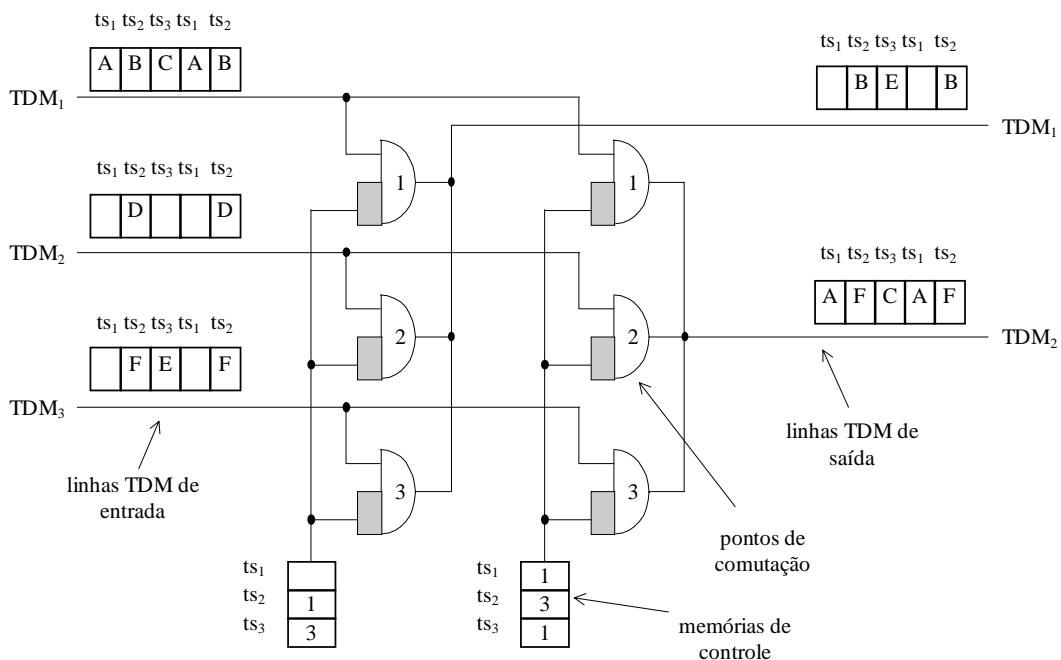 ts1 ts2 ts3 ts1 ts2
A B C A B
TDM1
ts1 ts2 ts3 ts1 ts2
B E B
TDM1
1
1
ts1 ts2 ts3 ts1 ts2
D D
TDM2
ts1 ts2 ts3 ts1 ts2
A F C A F
TDM2
2
2
ts1 ts2 ts3 ts1 ts2
F E F
TDM3
linhas TDM de
entrada
linhas TDM de
saída
3
3
pontos de
comutação
ts1
ts2 1
ts3 3
ts1 1
ts2 3
ts3 1
memórias de
controle